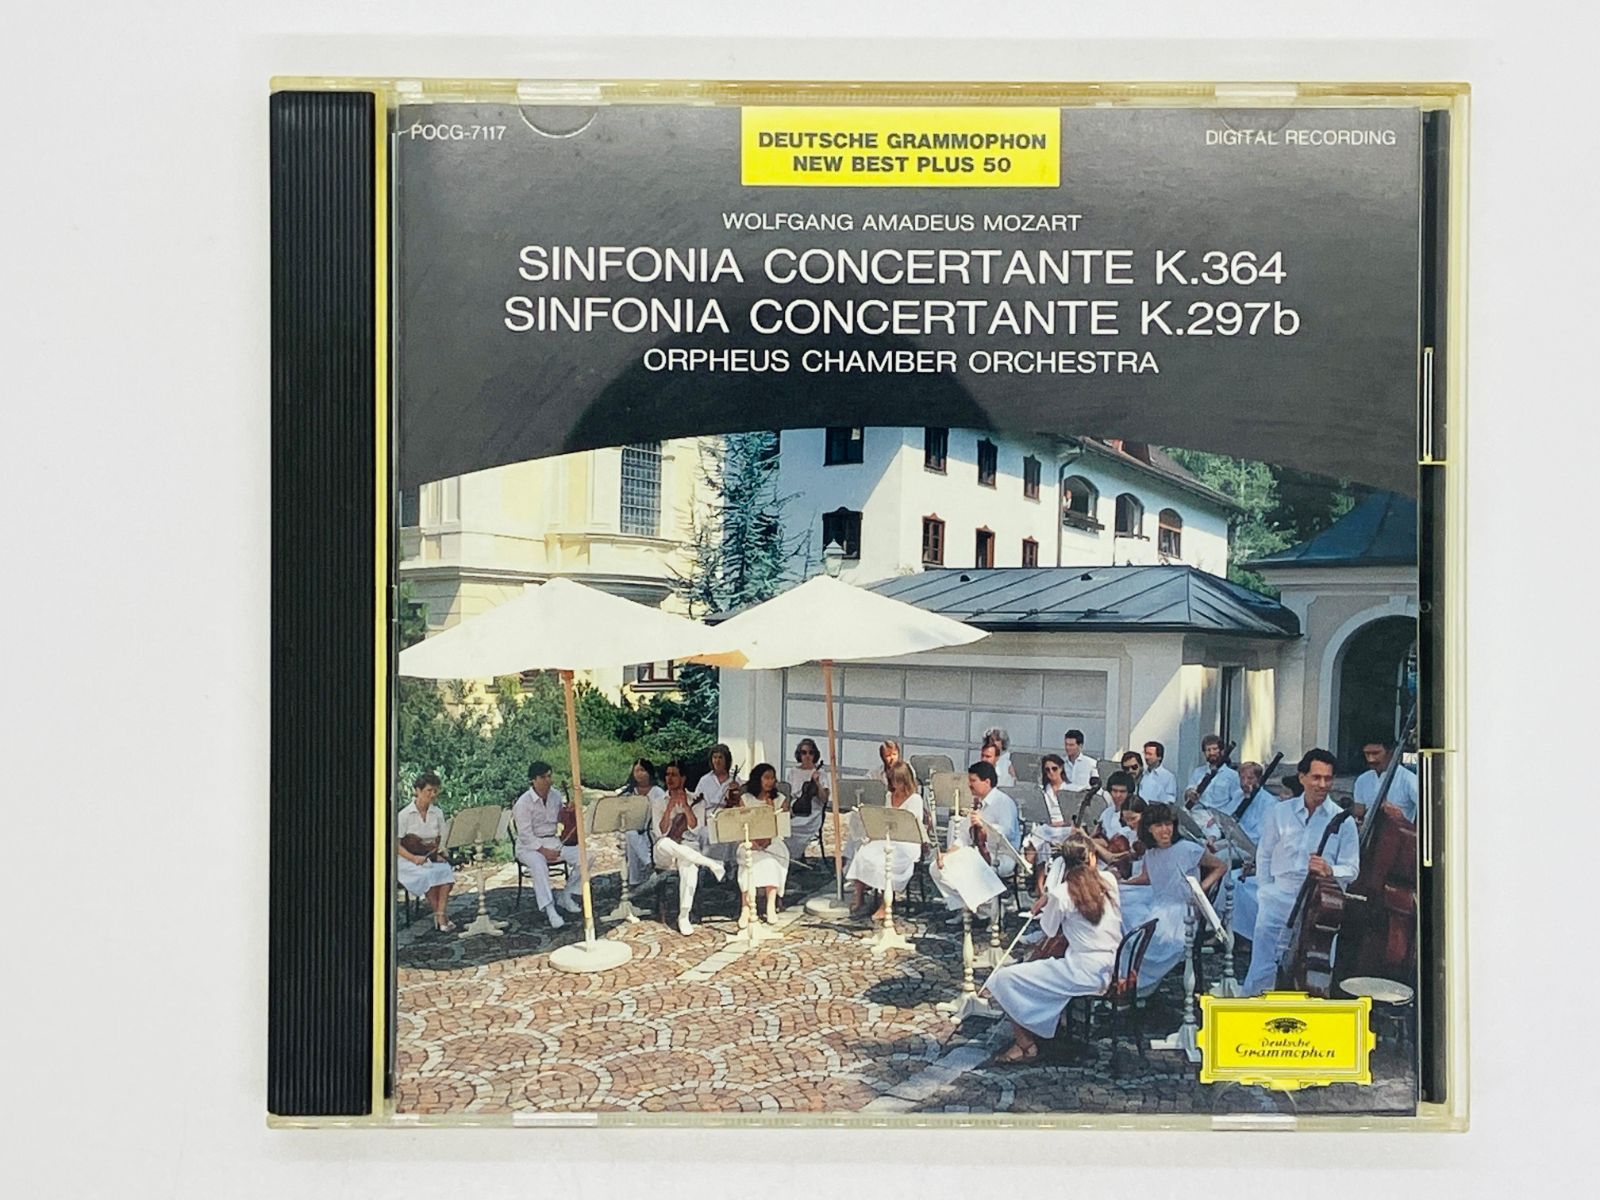 POCG-7117
DEUTSCHE GRAMMOPHON
NEW BEST PLUS 50
DIGITAL RECORDING
WOLFGANG AMADEUS MOZART
SINFONIA CONCERTANTE K.364
SINFONIA CONCERTANTE K.297b
ORPHEUS CHAMBER ORCHESTRA
Deutsche
Grammophon